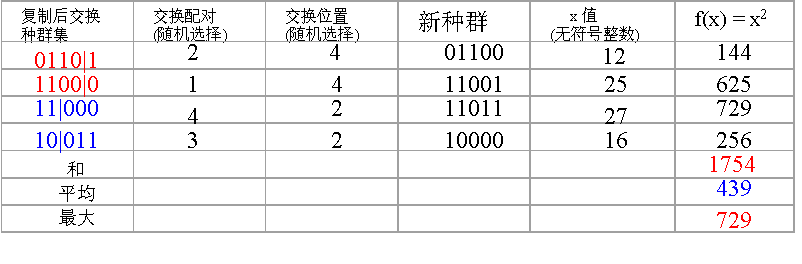 复制后交换种群集 交换配对(随机选择) 交换位置(随机选择) 新种群 x 值(无符号整数) f(x) = x²
0110|1 2 4 01100 12 144
1100|0 1 4 11001 25 625
11|000 4 2 11011 27 729
10|011 3 2 10000 16 256
和 1754
平均 439
最大 729